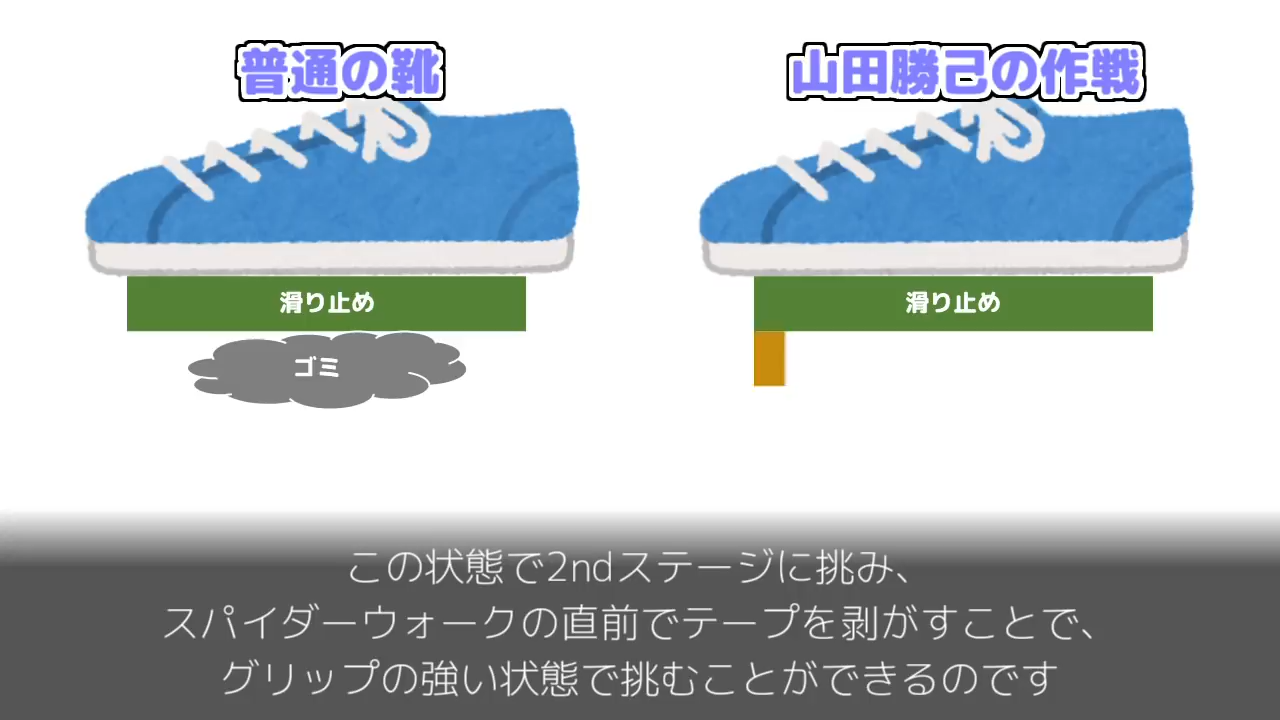 普通の靴
山田勝己の作戦
滑り止め
滑り止め
ゴミ
この状態で2ndステージに挑み、
スパイダーウォークの直前でテープを剥がすことで、
グリップの強い状態で挑むことができるのです